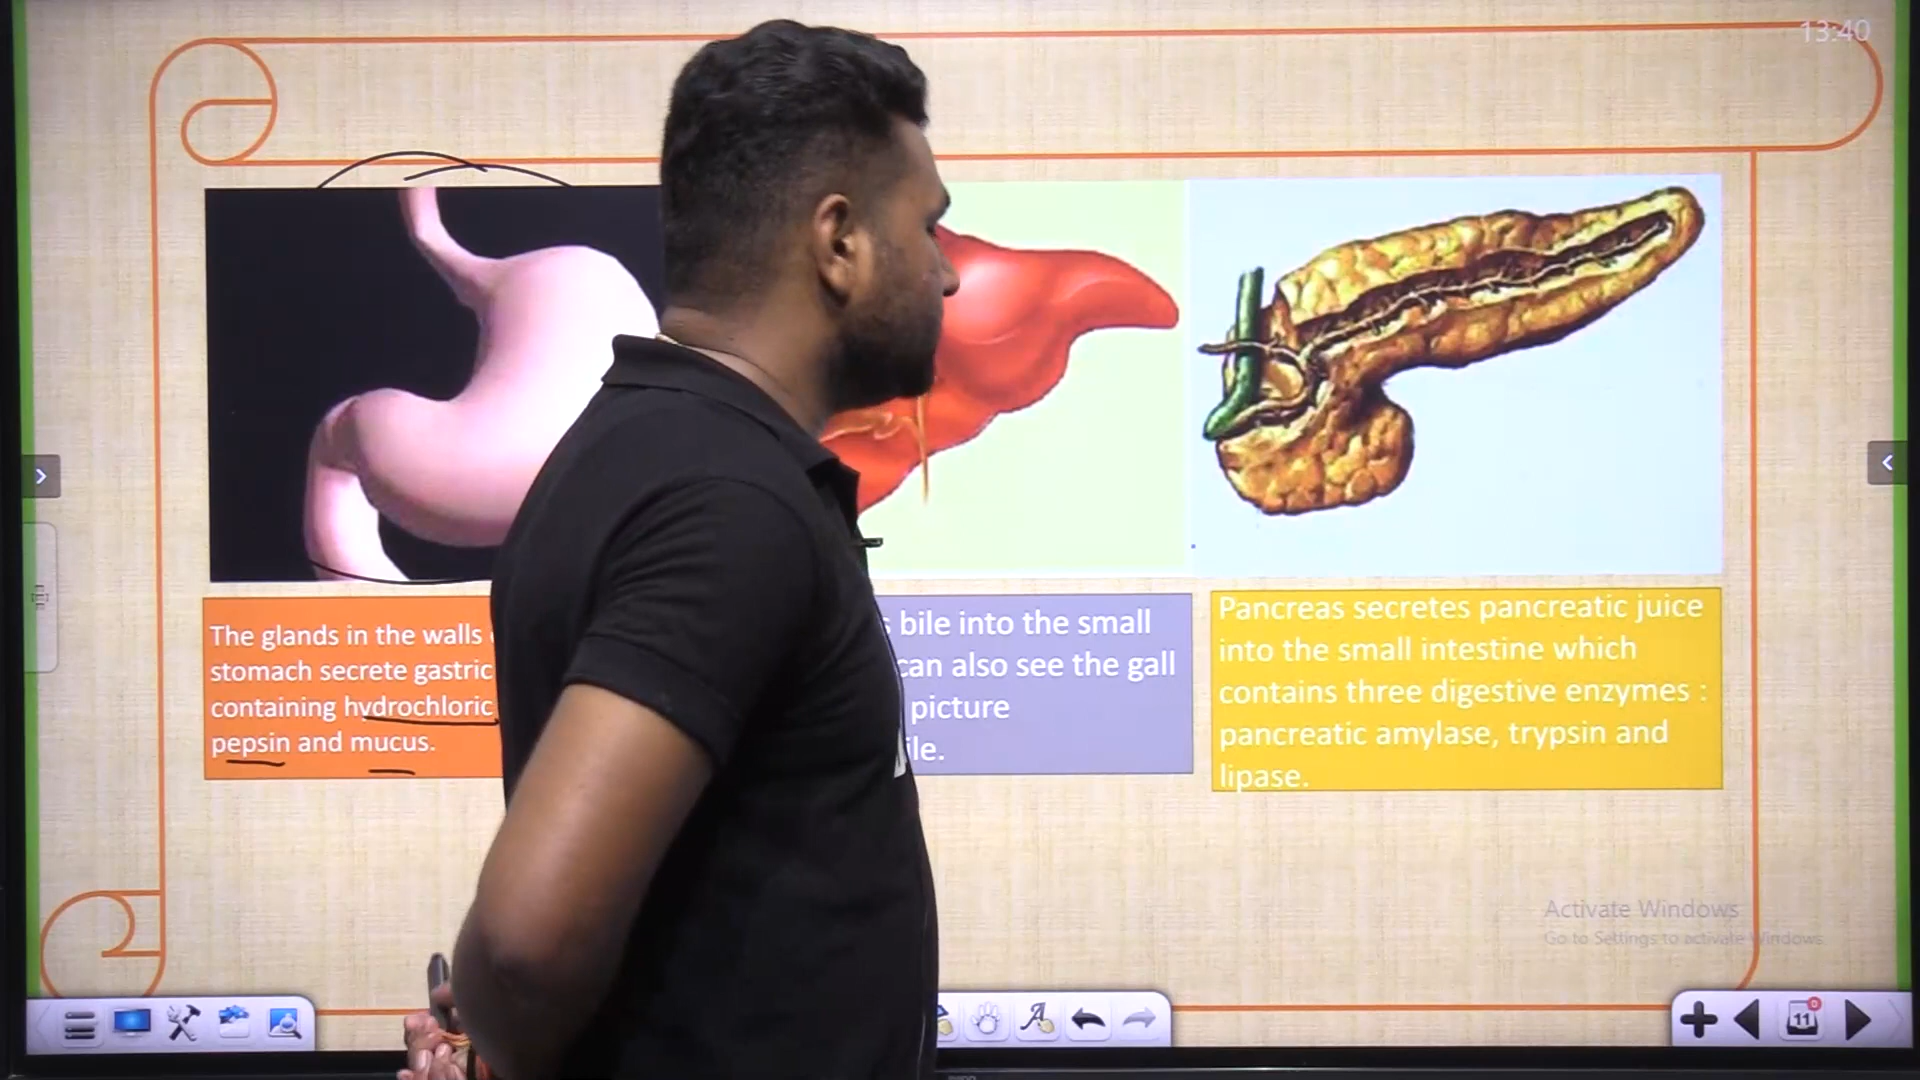 13:40
The glands in the walls
stomach secrete gastric
containing hydrochloric
pepsin and mucus.
bile into the small
can also see the gall
picture
Pancreas secretes pancreatic juice
into the small intestine which
contains three digestive enzymes :
pancreatic amylase, trypsin and
lipase.
Activate Windows
Go to Settings to activate Windows.
11
0